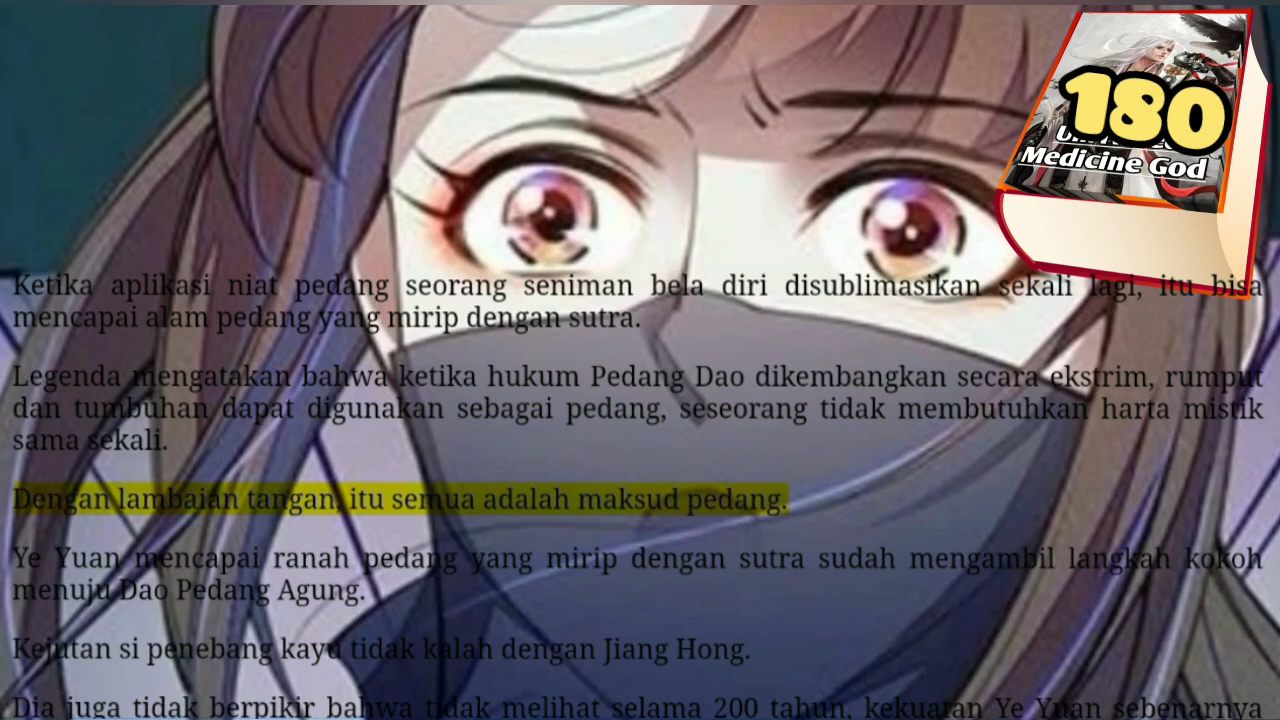 180
Medicine God
Ketika aplikasi niat pedang seorang seniman bela diri disublimasikan sekali lagi, itu bisa
mencapai alam pedang yang mirip dengan sutra.
Legenda mengatakan bahwa ketika hukum Pedang Dao dikembangkan secara ekstrim, rumput
dan tumbuhan dapat digunakan sebagai pedang, seseorang tidak membutuhkan harta mistik
sama sekali.
Dengan lambaian tangan, itu semua adalah maksud pedang.
Ye Yuan mencapai ranah pedang yang mirip dengan sutra sudah mengambil langkah kokoh
menuju Dao Pedang Agung.
Kejutan si penebang kayu tidak kalah dengan Jiang Hong.
Dia juga tidak berpikir bahwa tidak melihat selama 200 tahun, kekuatan Ye Yuan sebenarnya